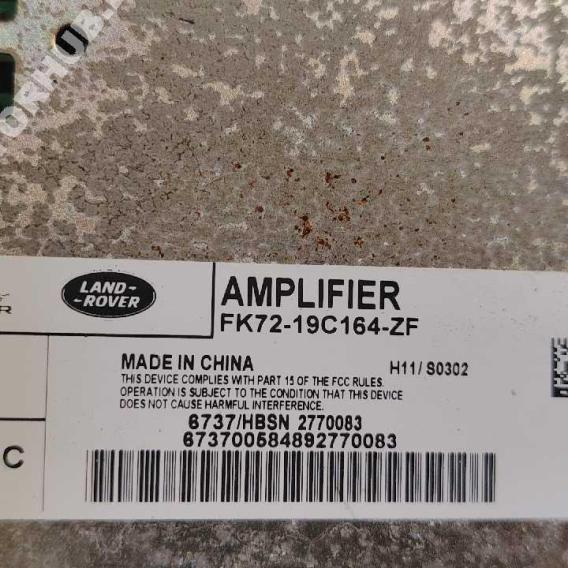 ORHUB.
LAND-
-ROVER
ER
AMPLIFIER
FK72-19C164-ZF
MADE IN CHINA
H11/ S0302
THIS DEVICE COMPLIES WITH PART 15 OF THE FCC RULES.
OPERATION IS SUBJECT TO THE CONDITION THAT THIS DEVICE
DOES NOT CAUSE HARMFUL INTERFERENCE.
6737/HBSN 2770083
673700584892770083
C